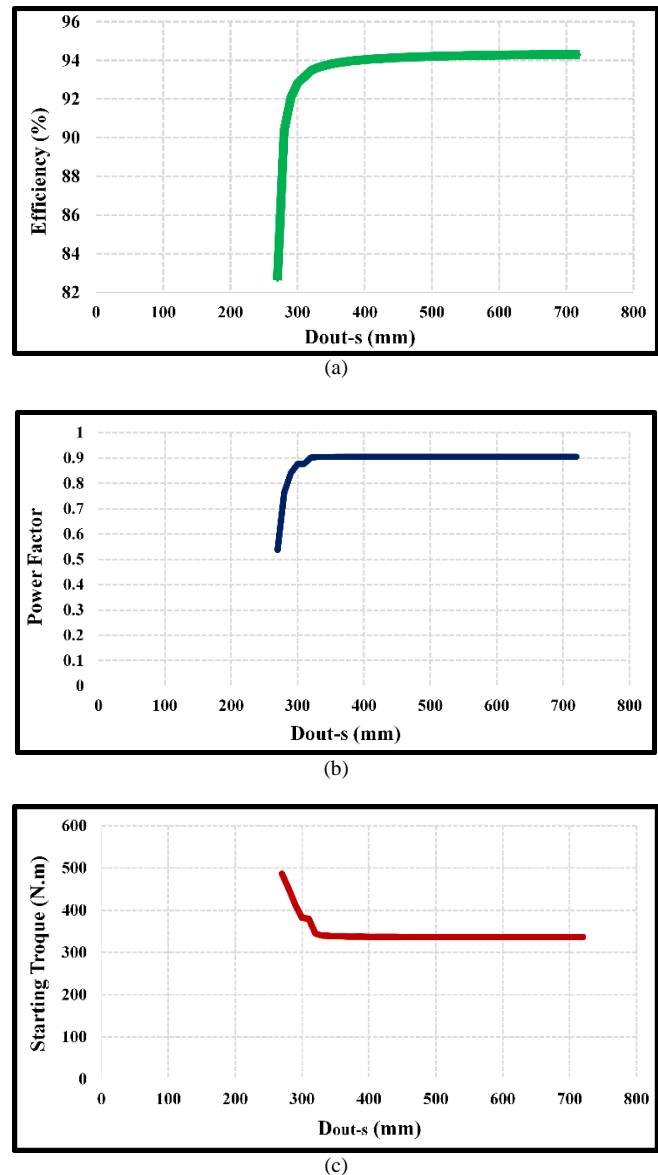 96
94
92
90
88
86
84
82
Efficiency (%)
0 100 200 300 400 500 600 700 800
Dout-s (mm)
(a)
1
0.9
0.8
0.7
0.6
0.5
0.4
0.3
0.2
0.1
0
Power Factor
0 100 200 300 400 500 600 700 800
Dout-s (mm)
(b)
600
500
400
300
200
100
0
Starting Troque (N.m)
0 100 200 300 400 500 600 700 800
Dout-s (mm)
(c)